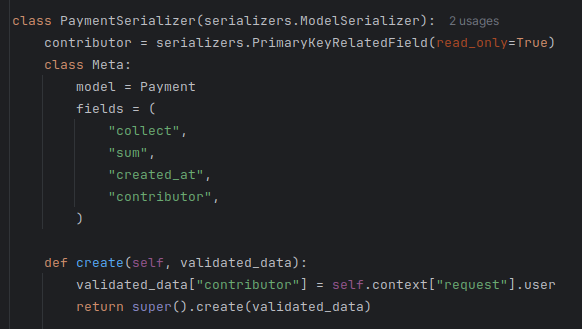 class PaymentSerializer(serializers.ModelSerializer): 2 usages
    contributor = serializers.PrimaryKeyRelatedField(read_only=True)
    class Meta:
        model = Payment
        fields = (
            "collect",
            "sum",
            "created_at",
            "contributor",
        )

    def create(self, validated_data):
        validated_data["contributor"] = self.context["request"].user
        return super().create(validated_data)